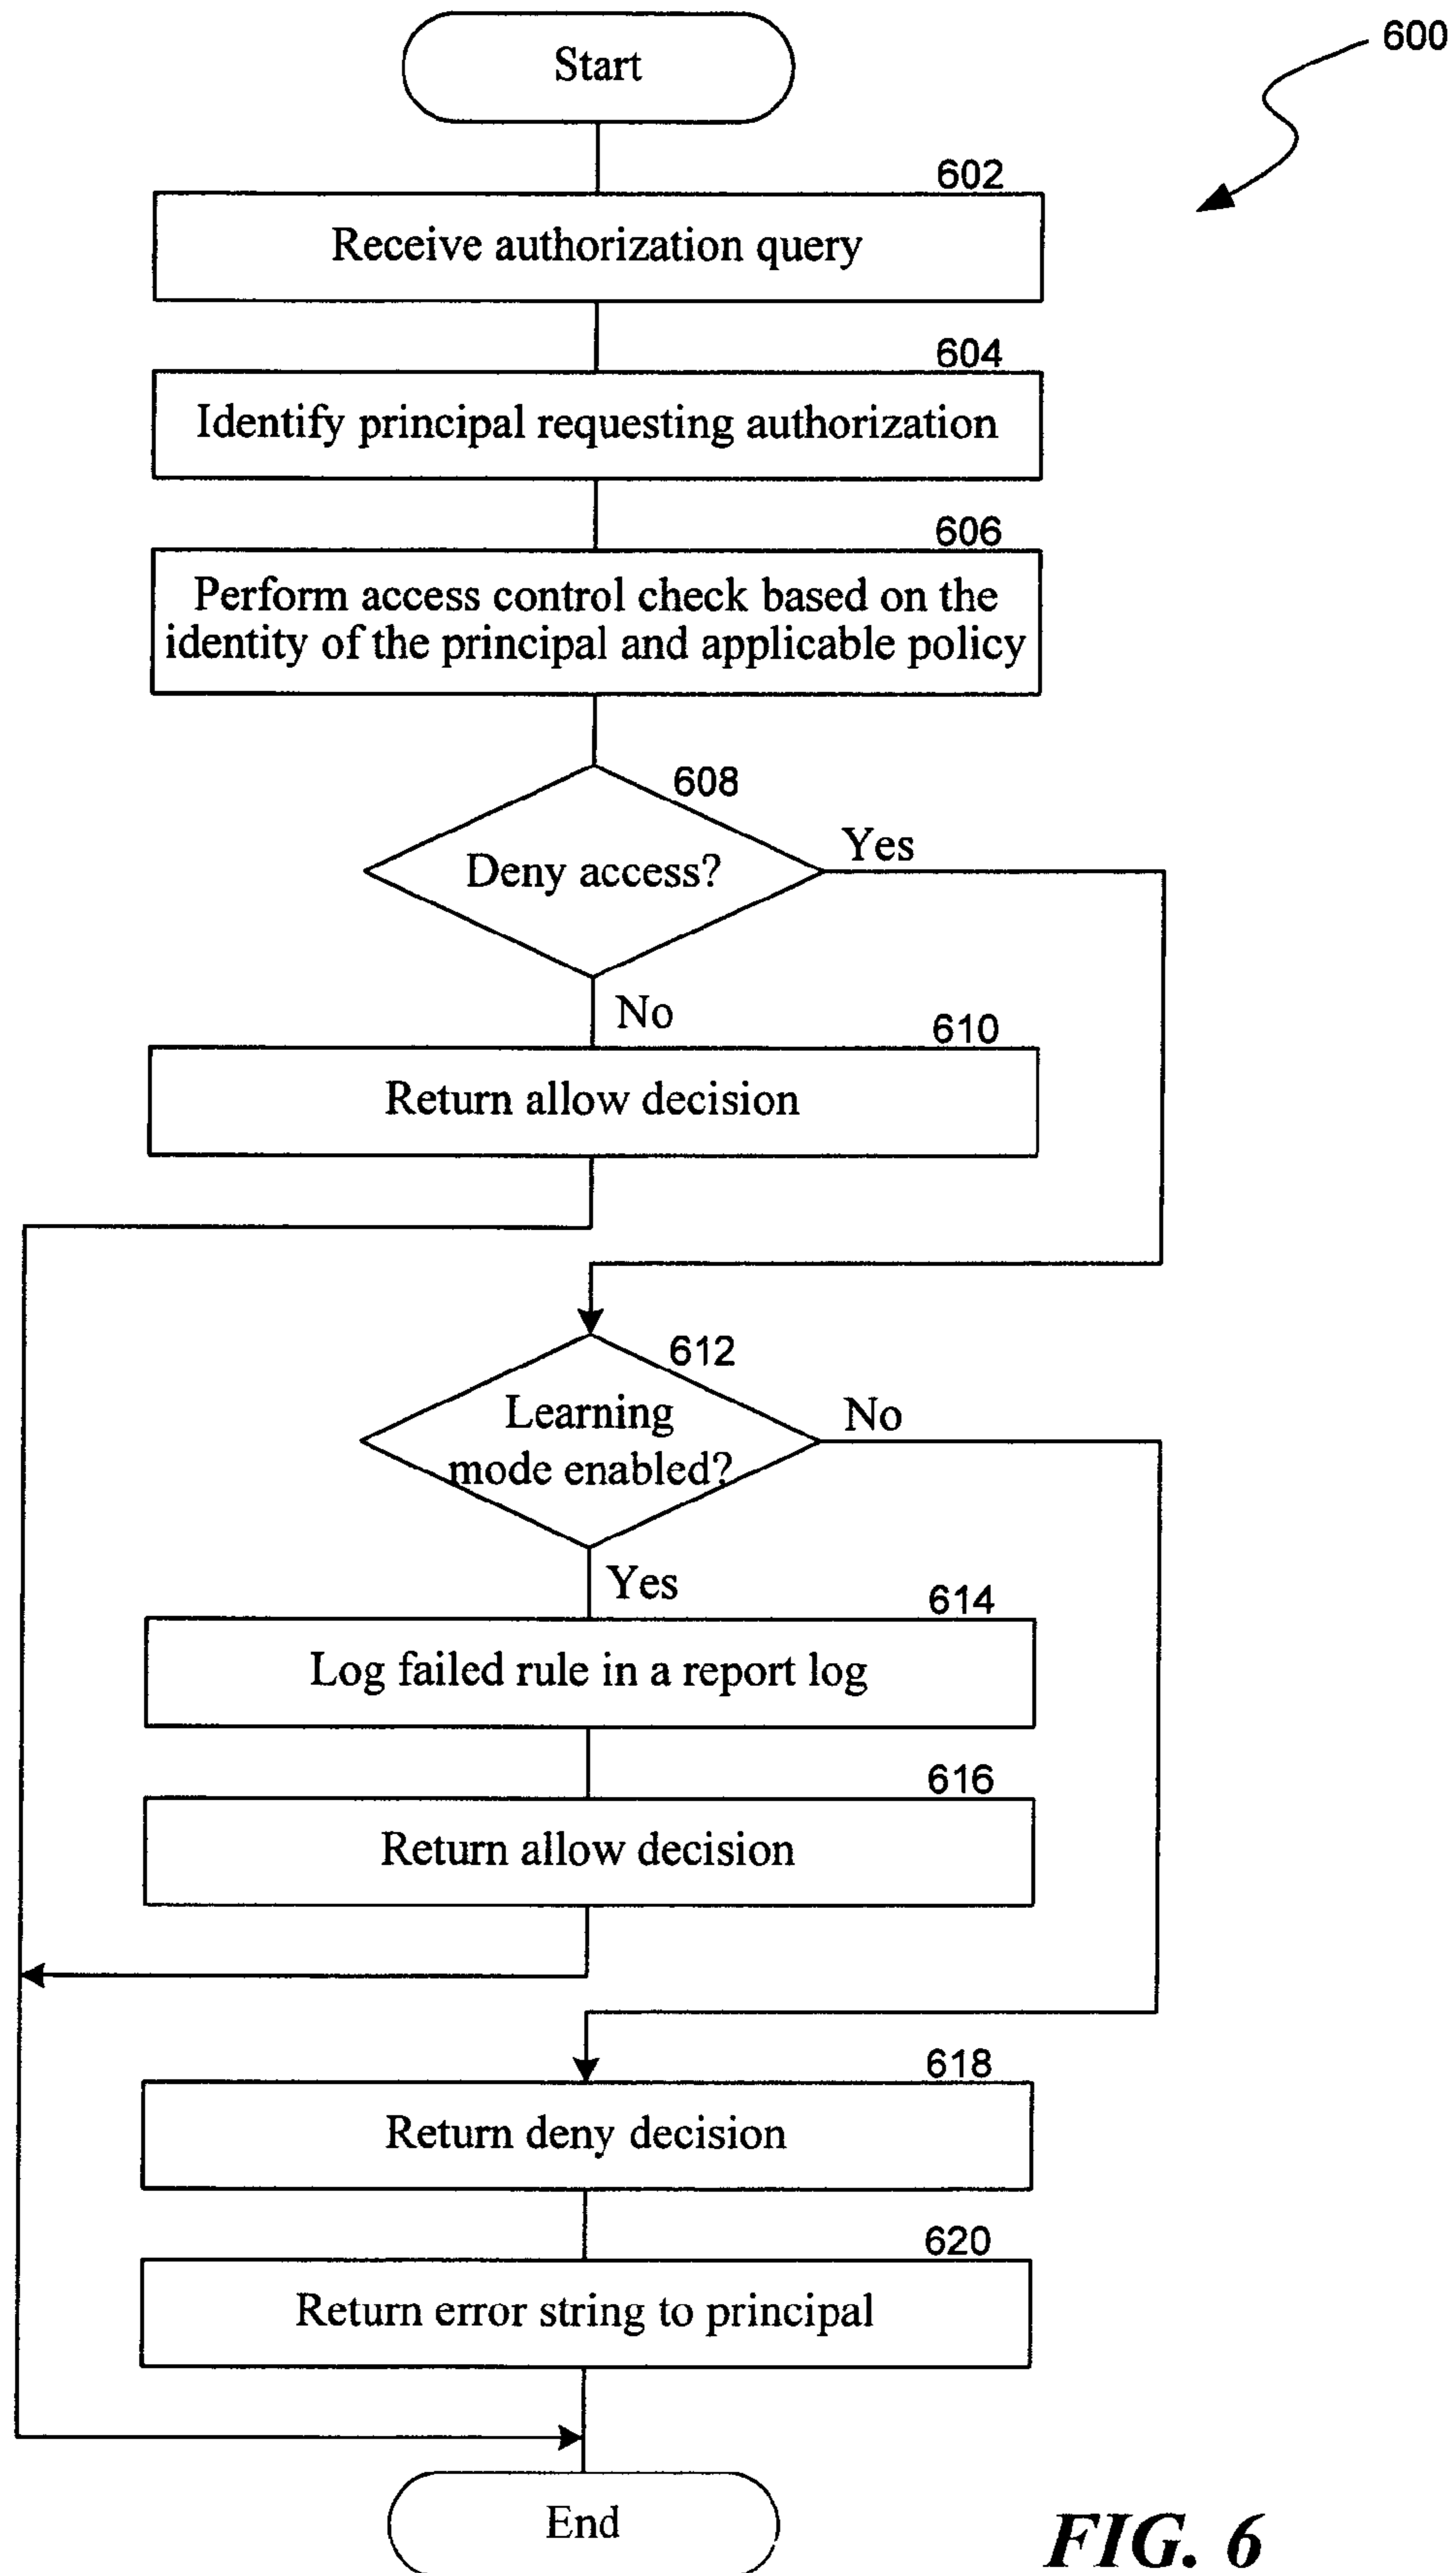 Start
600
602
Receive authorization query
604
Identify principal requesting authorization
606
Perform access control check based on the
identity of the principal and applicable policy
608
Deny access?
Yes
No
610
Return allow decision
612
Learning
mode enabled?
No
Yes
614
Log failed rule in a report log
616
Return allow decision
618
Return deny decision
620
Return error string to principal
End
FIG. 6